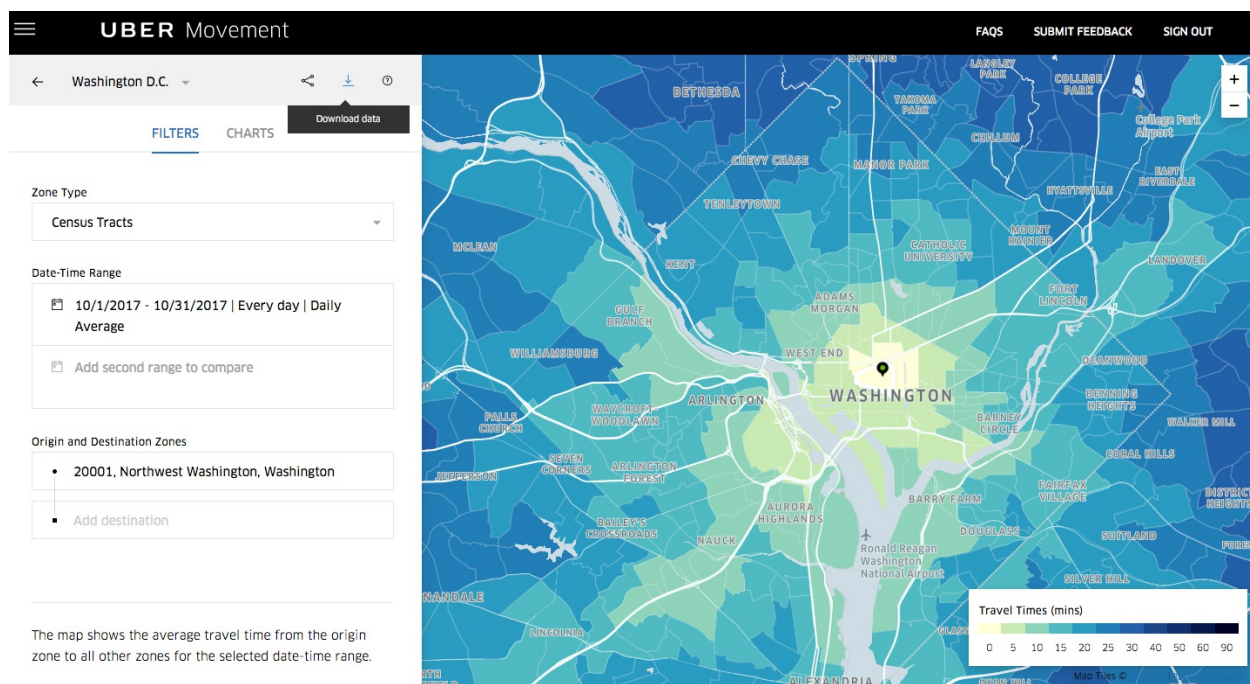 UBER Movement
FAQS
SUBMIT FEEDBACK
SIGN OUT
Washington D.C.
Download data
FILTERS
CHARTS
Zone Type
Census Tracts
Date-Time Range
10/1/2017 - 10/31/2017 | Every day | Daily
Average
Add second range to compare
Origin and Destination Zones
20001, Northwest Washington, Washington
Add destination
The map shows the average travel time from the origin
zone to all other zones for the selected date-time range.
SPRING
LANGLEY
PARK
COLLEGE
PARK
BETHESDA
TAKOMA
PARK
College Park
Airport
CHILLUM
CHEVY CHASE
MANOR PARK
EAST
RIVERDALE
HYATTSVILLE
TENLEYTOWN
MOUNT
RAINIER
MCLEAN
CATHOLIC
UNIVERSITY
KENT
LANDOVER
FORT
LINCOLN
ADAMS
MORGAN
GULF
BRANCH
WILLIAMSBURG
WEST END
DEANWOOD
WASHINGTON
ARLINGTON
BENNING
HEIGHTS
WAYCROFT-
WOODLAWN
FALLS
CHURCH
BARNEY
CIRCLE
WALKER MILL
CORAL HILLS
SEVEN
CORNERS
ARLINGTON
FOREST
JEFFERSON
FAIRFAX
VILLAGE
DISTRICT
HEIGHTS
BARRY FARM
AURORA
HIGHLANDS
BAILEY'S
CROSSROADS
DOUGLASS
SUITLAND
FORE
NAUCK
Ronald Reagan
Washington
National Airport
SILVER HILL
NANDALE
LINCOLNIA
GLAS
ALEXANDRIA
Travel Times (mins)
0 5 10 15 20 25 30 40 50 60 90
Map Tiles ©